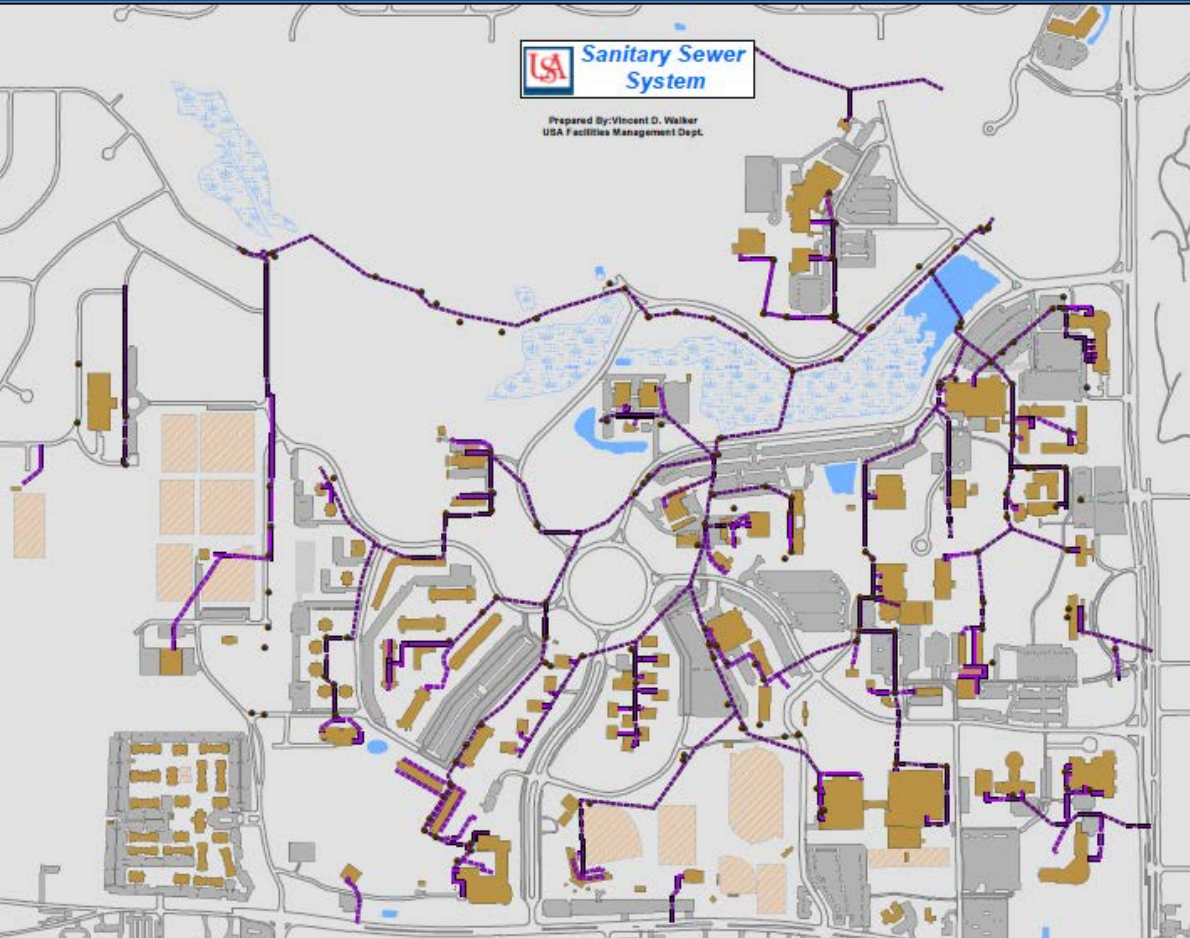 USA
Sanitary Sewer
System
Prepared By:Vincent D. Walker
USA Facilities Management Dept.